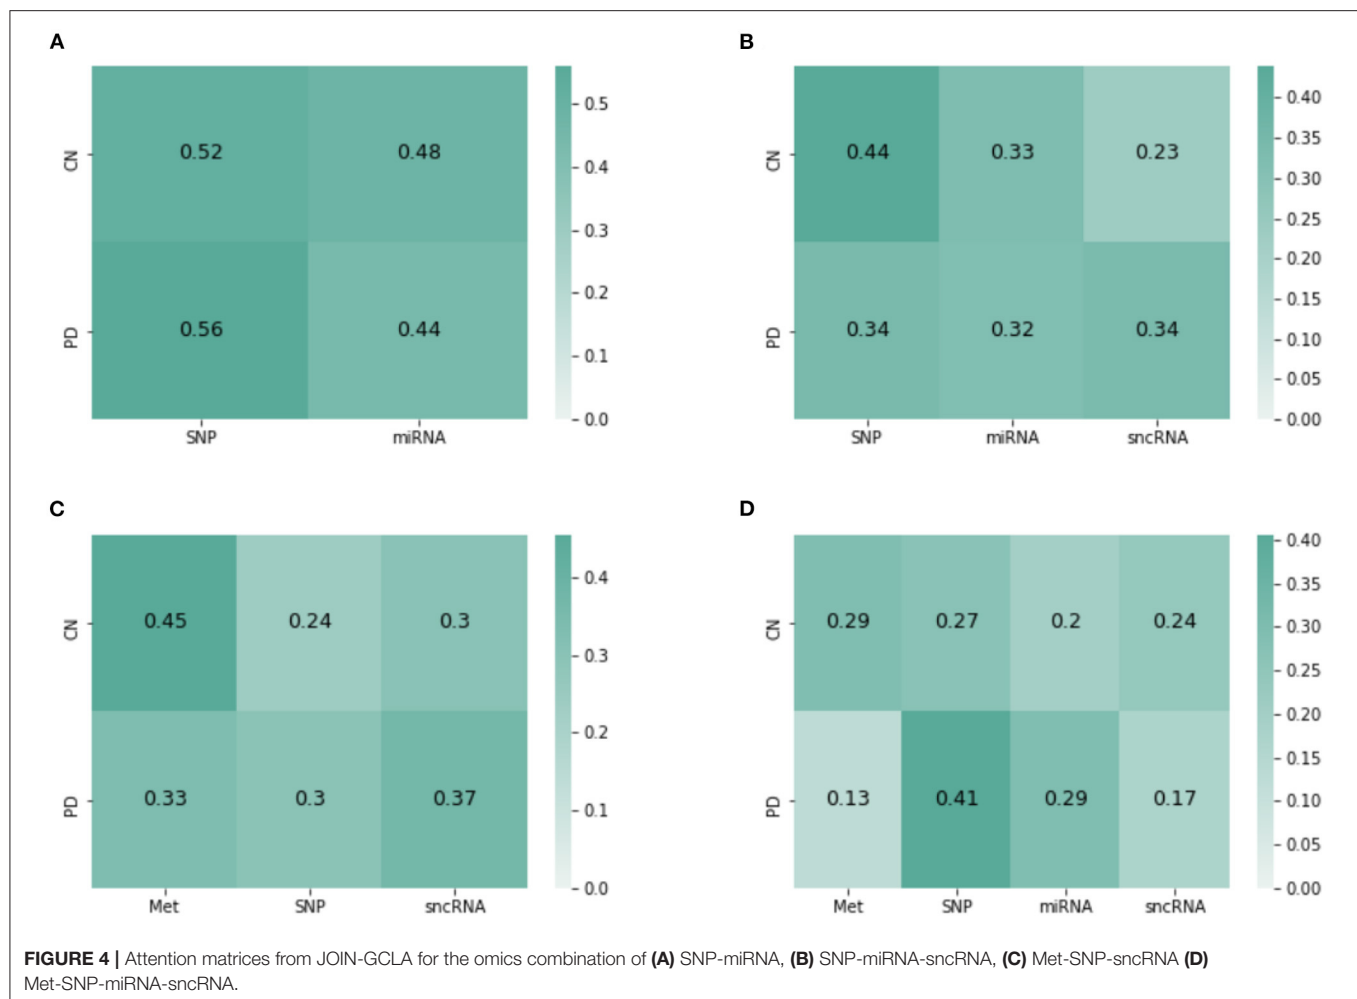 A
CN
PD
0.52
0.48
0.56
0.44
SNP
miRNA
0.5
0.4
0.3
0.2
0.1
0.0
B
CN
PD
0.44
0.33
0.23
0.34
0.32
0.34
SNP
miRNA
sncRNA
0.40
0.35
0.30
0.25
0.20
0.15
0.10
0.05
0.00
C
CN
PD
0.45
0.24
0.3
0.33
0.3
0.37
Met
SNP
sncRNA
0.4
0.3
0.2
0.1
0.0
D
CN
PD
0.29
0.27
0.2
0.24
0.13
0.41
0.29
0.17
Met
SNP
miRNA
sncRNA
0.40
0.35
0.30
0.25
0.20
0.15
0.10
0.05
0.00
FIGURE 4 | Attention matrices from JOIN-GCLA for the omics combination of (A) SNP-miRNA, (B) SNP-miRNA-sncRNA, (C) Met-SNP-sncRNA (D)
Met-SNP-miRNA-sncRNA.